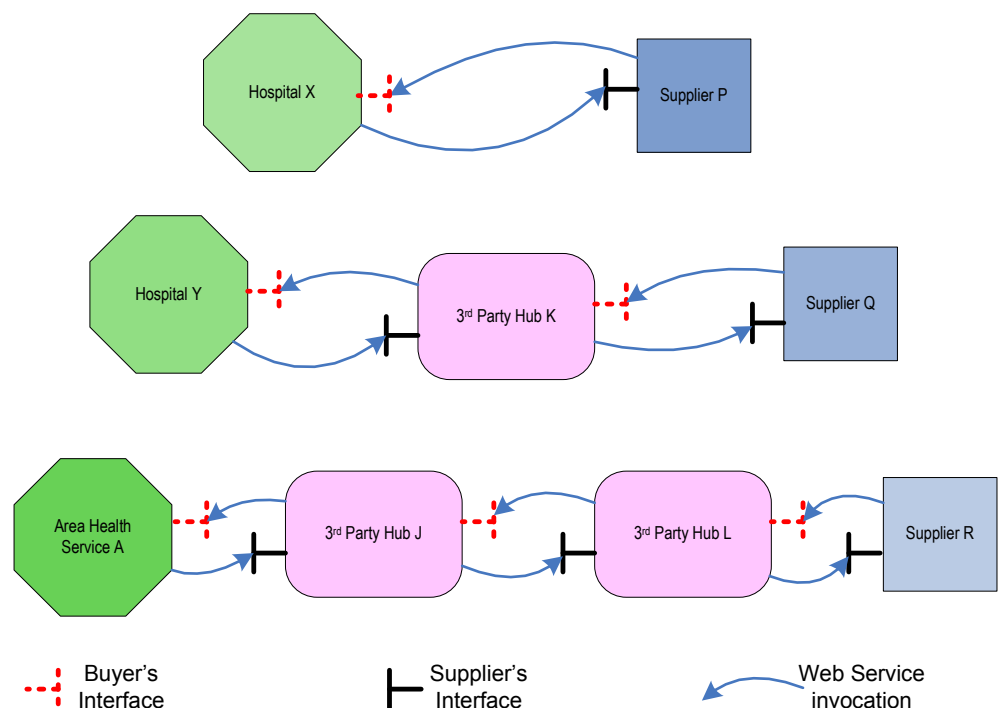 Hospital X
Supplier P
Hospital Y
3rd Party Hub K
Supplier Q
Area Health
Service A
3rd Party Hub J
3rd Party Hub L
Supplier R
Buyer's
Interface
Supplier's
Interface
Web Service
invocation